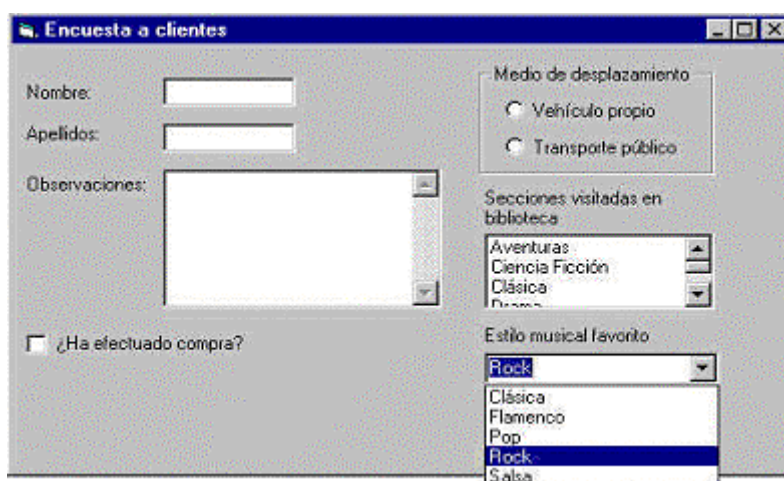 Encuesta a clientes
Nombre:
Apellidos:
Observaciones:
¿Ha efectuado compra?
Medio de desplazamiento
Vehículo propio
Transporte público
Secciones visitadas en
biblioteca
Aventuras
Ciencia Ficción
Clásica
Drama
Estilo musical favorito
Rock
Clásica
Flamenco
Pop
Rock
Salsa